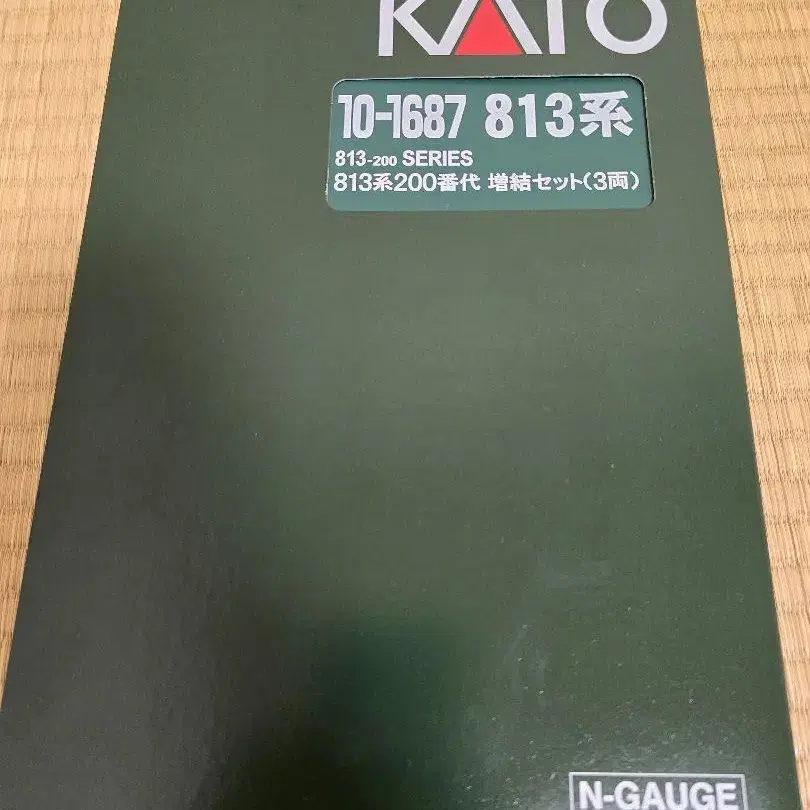 KATO
10-1687 813系
813-200 SERIES
813系200番代 増結セット(3両)
N-GAUGE